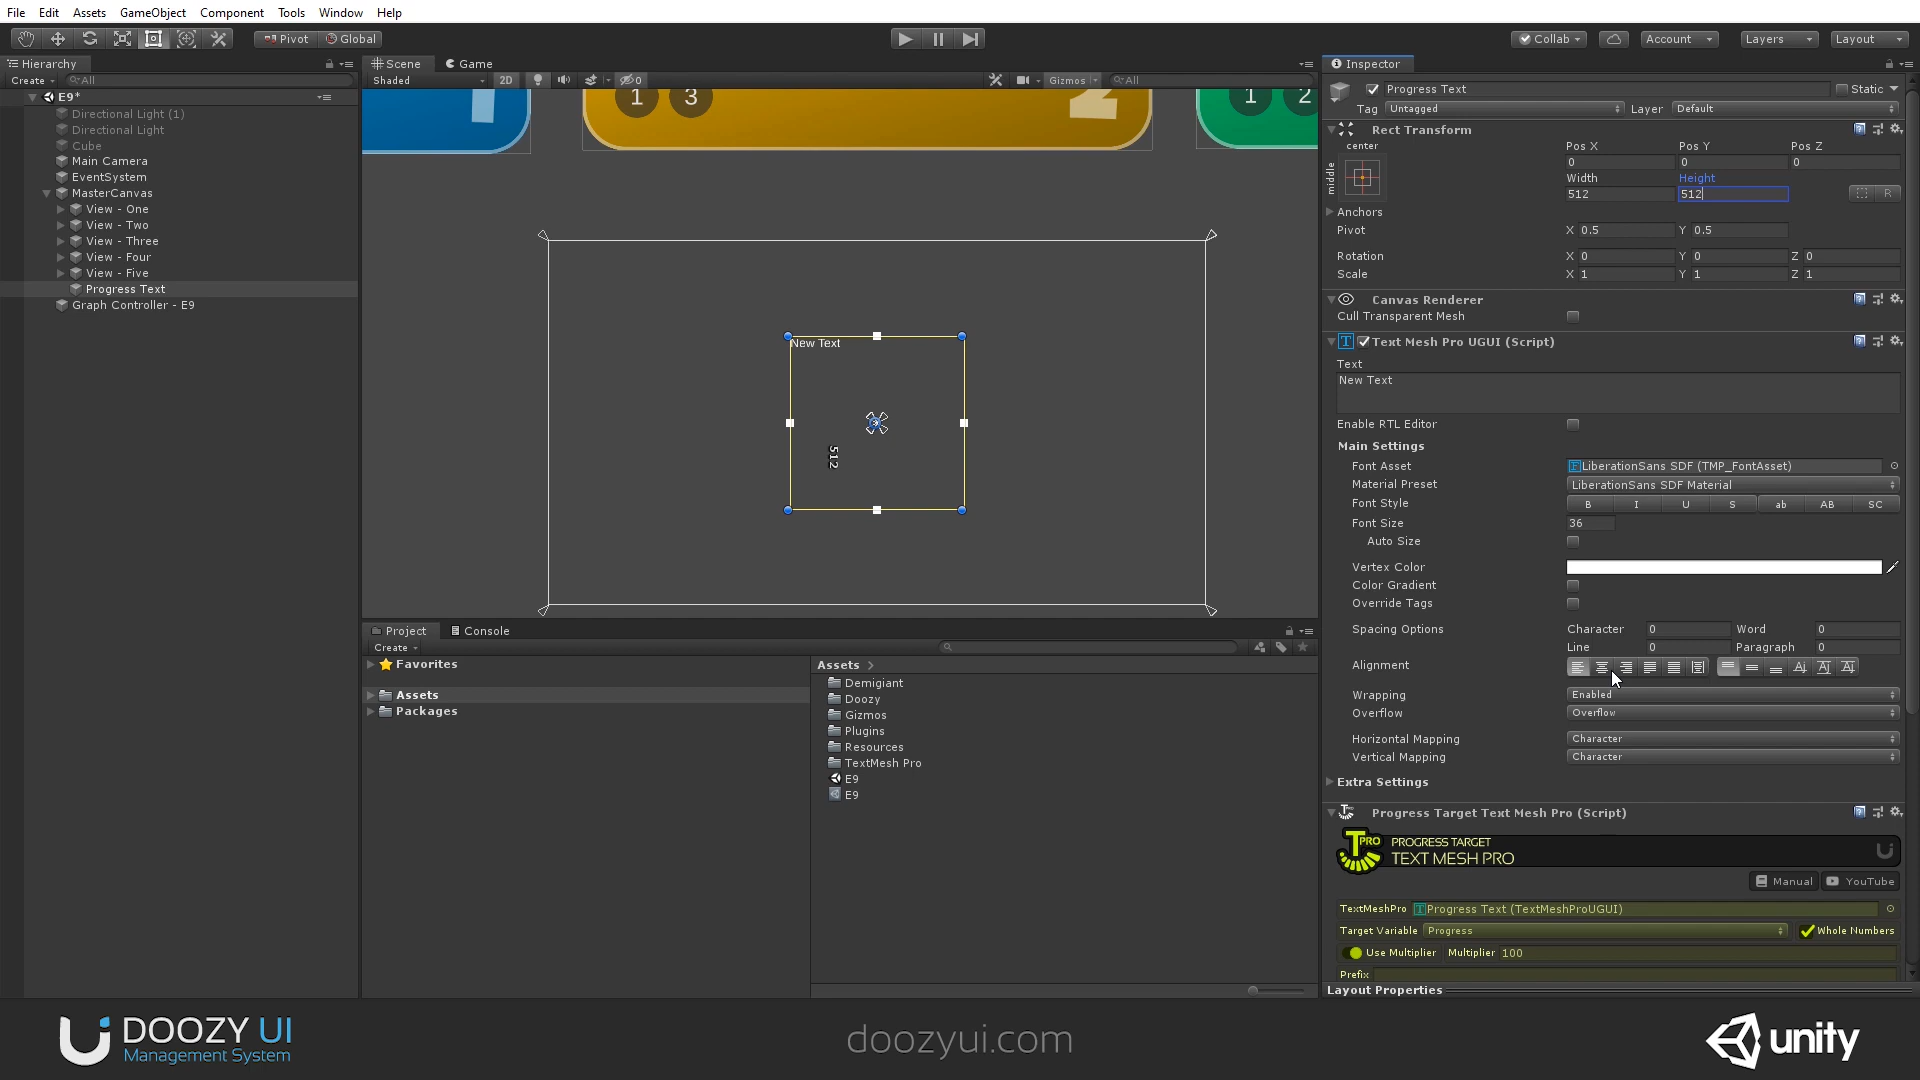 File Edit Assets GameObject Component Tools Window Help
Pivot Global Collab Account Layers Layout
Hierarchy
Create All
E9*
Directional Light (1)
Directional Light
Cube
Main Camera
EventSystem
MasterCanvas
View - One
View - Two
View - Three
View - Four
View - Five
Progress Text
Graph Controller - E9
Scene Game
Shaded 2D 0 Gizmos All
1 1 3 2 1 2
New Text
512
Project Console
Create
Favorites
Assets
Packages
Assets
Demigiant
Doozy
Gizmos
Plugins
Resources
TextMesh Pro
E9
E9
Inspector
Progress Text Static
Tag Untagged Layer Default
Rect Transform
center
middle
Pos X Pos Y Pos Z
0 0 0
Width Height
512 512 R
Anchors
Pivot X 0.5 Y 0.5
Rotation X 0 Y 0 Z 0
Scale X 1 Y 1 Z 1
Canvas Renderer
Cull Transparent Mesh
Text Mesh Pro UGUI (Script)
Text
New Text
Enable RTL Editor
Main Settings
Font Asset LiberationSans SDF (TMP_FontAsset)
Material Preset LiberationSans SDF Material
Font Style B I U S ab AB SC
Font Size 36
Auto Size
Vertex Color
Color Gradient
Override Tags
Spacing Options Character 0 Word 0
Line 0 Paragraph 0
Alignment
Wrapping Enabled
Overflow Overflow
Horizontal Mapping Character
Vertical Mapping Character
Extra Settings
Progress Target Text Mesh Pro (Script)
T PRO
PROGRESS TARGET
TEXT MESH PRO
Manual YouTube
TextMeshPro Progress Text (TextMeshProUGUI)
Target Variable Progress Whole Numbers
Use Multiplier Multiplier 100
Prefix
Layout Properties
DOOZY UI
Management System
doozyui.com
unity